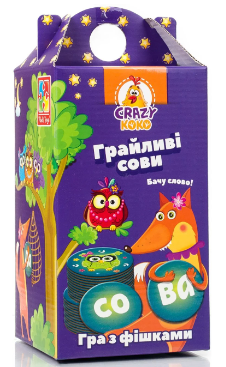 CRAZY
KOKO
Грайливі
сови
Бачу слово!
со ва
Гра з фішками